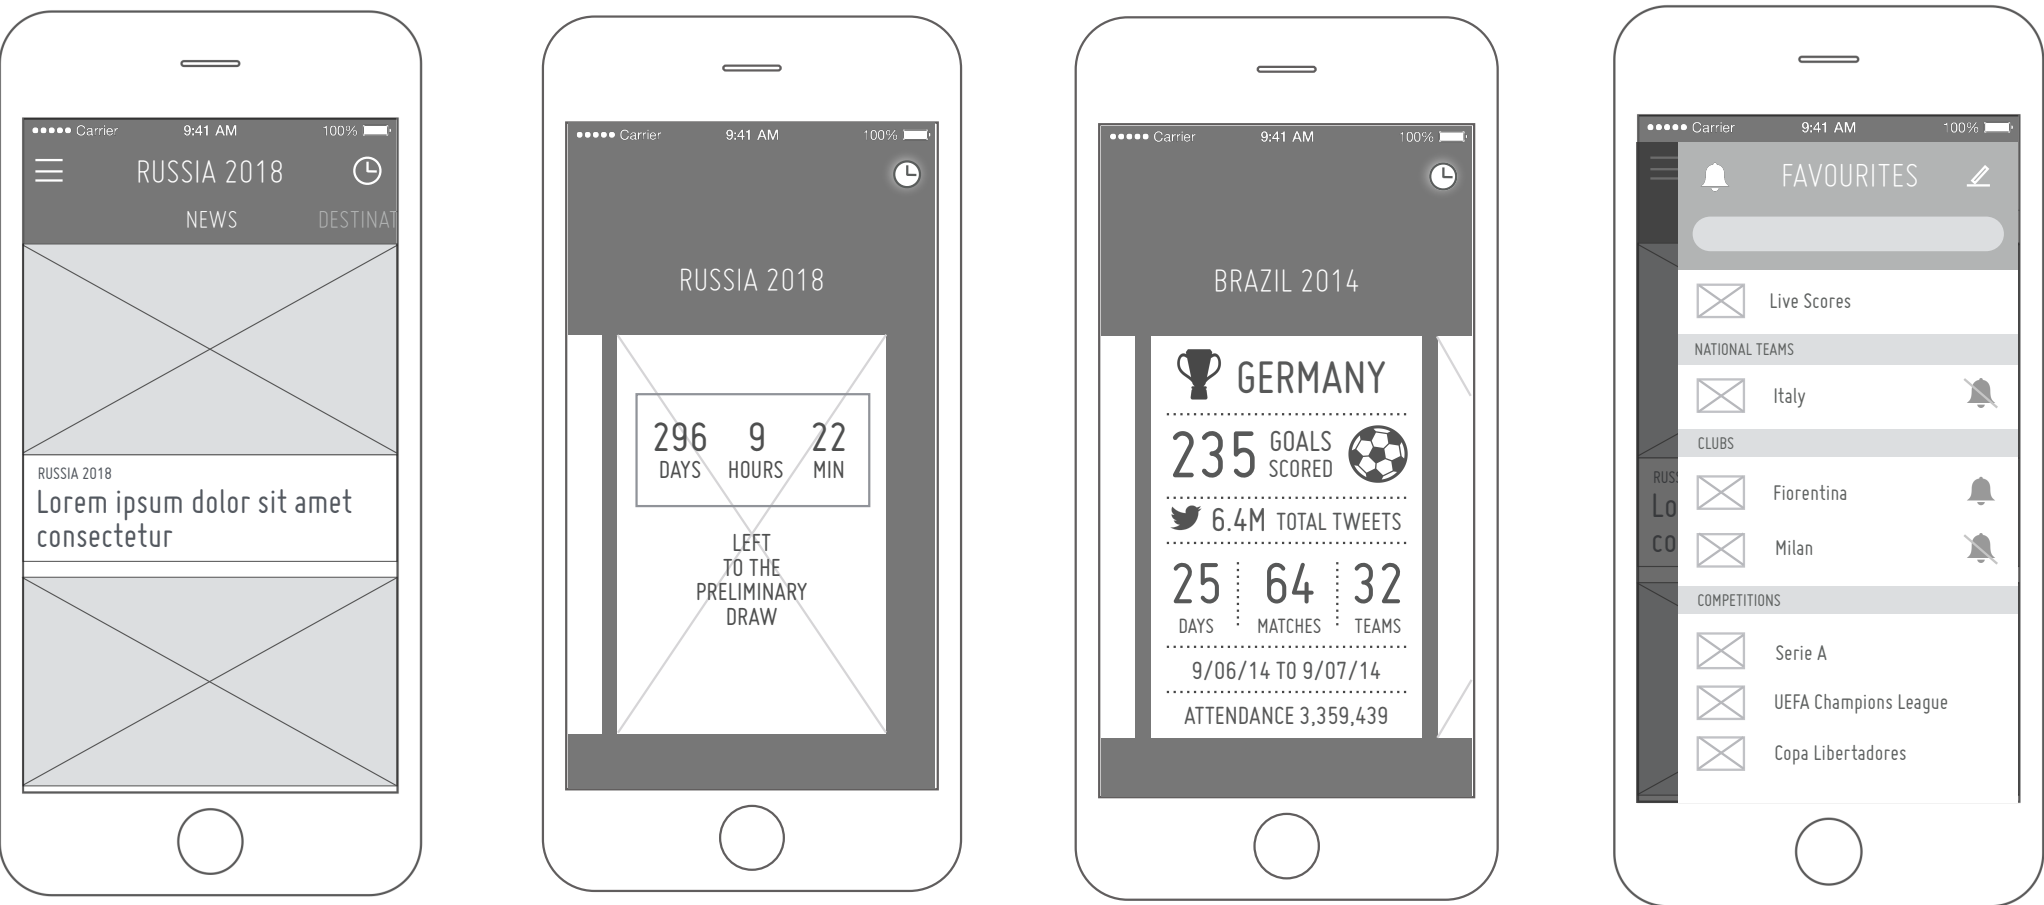 Carrier 9:41 AM 100%
RUSSIA 2018
NEWS DESTINAT
RUSSIA 2018
Lorem ipsum dolor sit amet
consectetur
Carrier 9:41 AM 100%
RUSSIA 2018
296 9 22
DAYS HOURS MIN
LEFT
TO THE
PRELIMINARY
DRAW
Carrier 9:41 AM 100%
BRAZIL 2014
GERMANY
235 GOALS
SCORED
6.4M TOTAL TWEETS
25 64 32
DAYS MATCHES TEAMS
9/06/14 TO 9/07/14
ATTENDANCE 3,359,439
Carrier 9:41 AM 100%
FAVOURITES
Live Scores
NATIONAL TEAMS
Italy
CLUBS
RUSS
Lo
co
Fiorentina
Milan
COMPETITIONS
Serie A
UEFA Champions League
Copa Libertadores